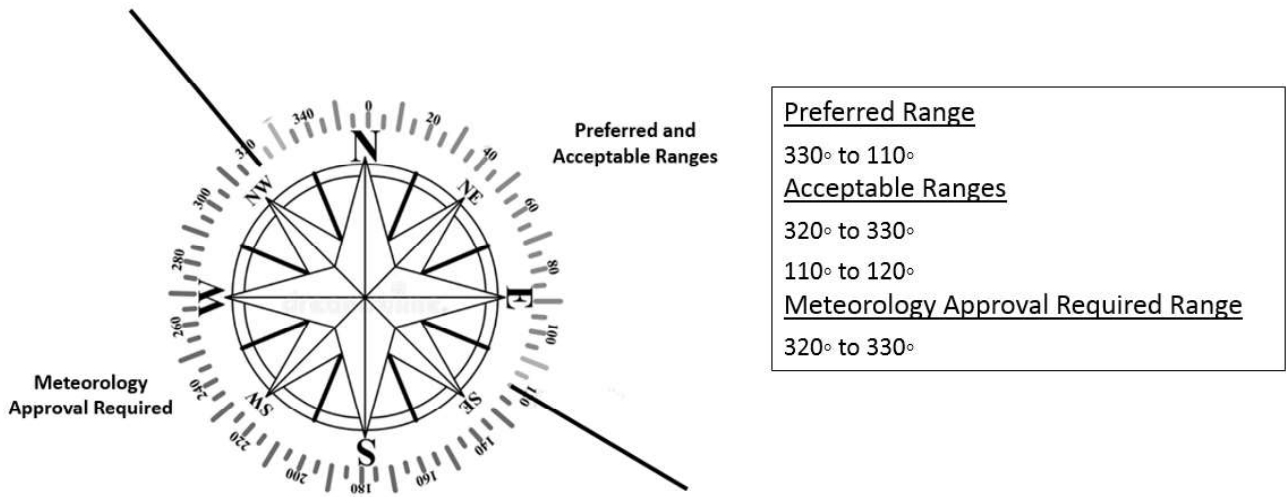 340
0
20
320
N
40
Preferred and
Acceptable Ranges
300
NW
NE
60
280
80
W
E
260
100
Meteorology
Approval Required
240
SW
SE
120
220
140
200
S
160
180
Preferred Range
330◦ to 110◦
Acceptable Ranges
320◦ to 330◦
110◦ to 120◦
Meteorology Approval Required Range
320◦ to 330◦